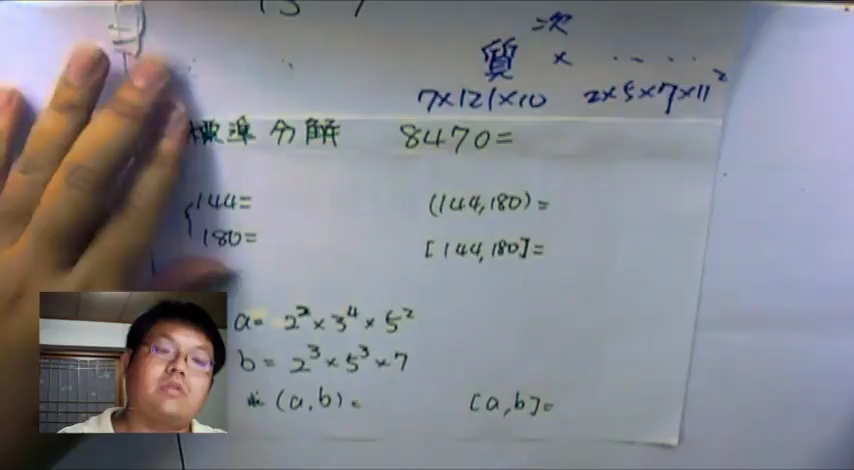 二次
質 × ......
7×121×10 2×5×7×11²
標準分解 8470=
144= (144,180)=
180= [144,180]=
a= 2²×3⁴×5²
b= 2³×5³×7
(a,b)= [a,b]=